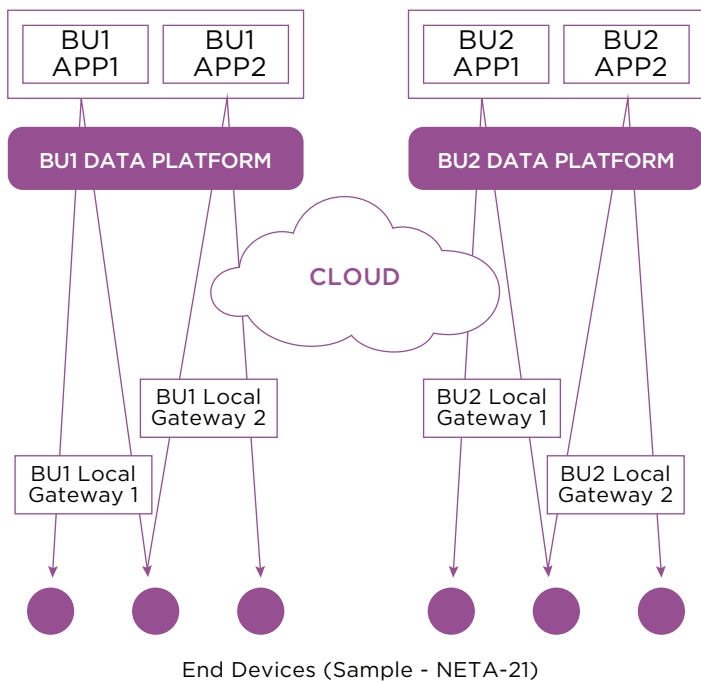 BU1
APP1
BU1
APP2
BU2
APP1
BU2
APP2
BU1 DATA PLATFORM
BU2 DATA PLATFORM
CLOUD
BU1 Local
Gateway 2
BU2 Local
Gateway 1
BU1 Local
Gateway 1
BU2 Local
Gateway 2
End Devices (Sample - NETA-21)